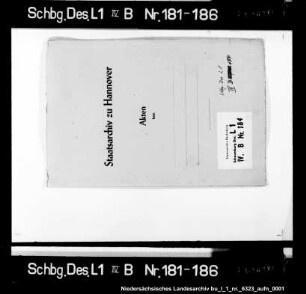 Schbg,Des,L1 IV B Nr,181-186
Staatsarchiv zu Hannover
Akten
L 1
IV. B Nr. 184
Schbg,Des,L1 IV B Nr,181-186
Niedersächsisches Landesarchiv bu_l_1_nr_6323_aufn_0001